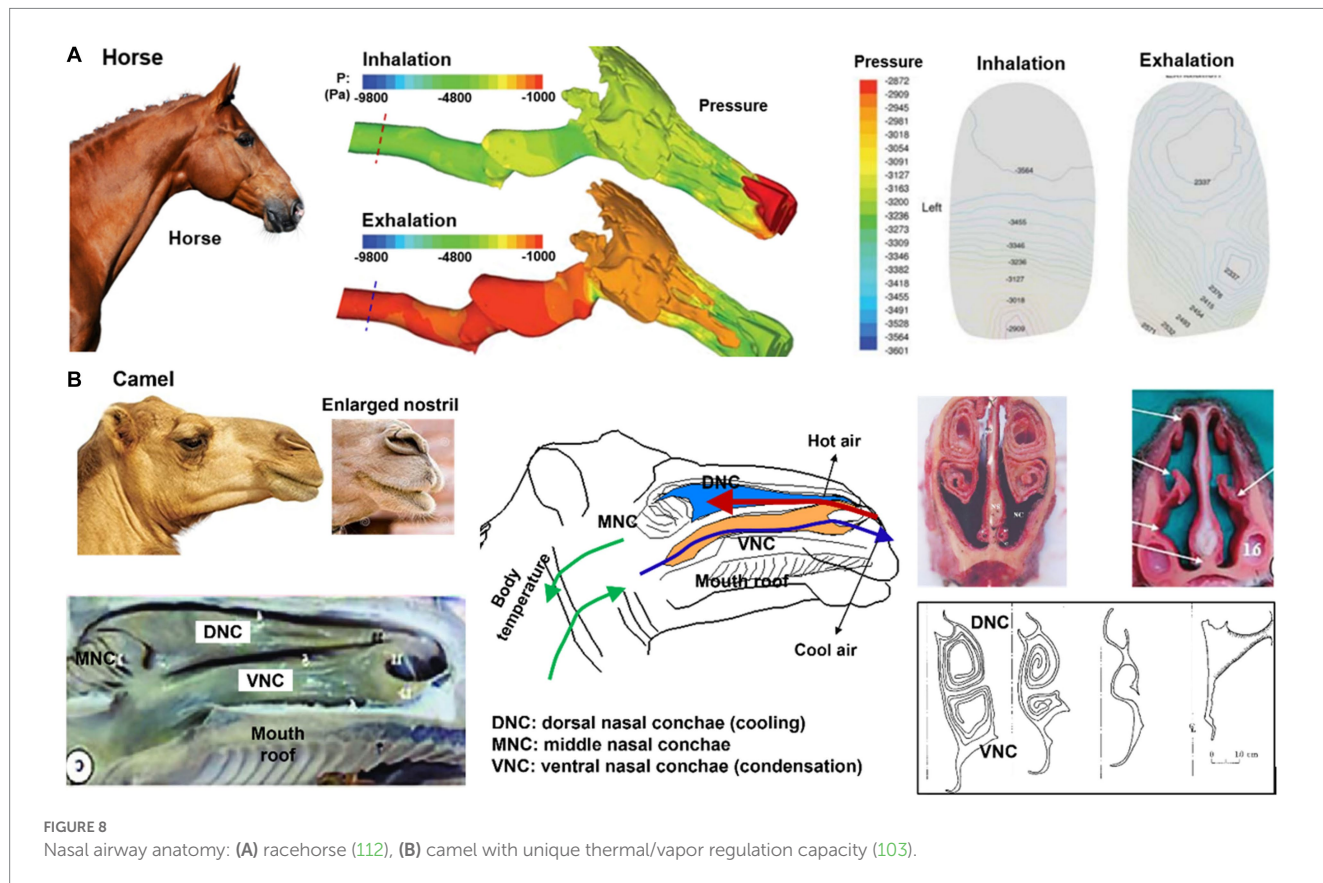 A
Horse
Horse
Inhalation
P:
(Pa)
-9800
-4800
-1000
Pressure
Exhalation
-9800
-4800
-1000
Pressure
-2872
-2909
-2945
-2981
-3018
-3054
-3091
-3127
-3163
-3200
-3236
-3273
-3309
-3346
-3382
-3418
-3455
-3491
-3528
-3564
-3601
Inhalation
Left
-3564
-3455
-3346
-3236
-3127
-3018
-2909
Exhalation
2337
2337
2376
2415
2454
2493
2532
2571
B
Camel
Enlarged nostril
DNC
MNC
VNC
Mouth
roof
Hot air
DNC
MNC
VNC
Mouth roof
Body
temperature
Cool air
DNC: dorsal nasal conchae (cooling)
MNC: middle nasal conchae
VNC: ventral nasal conchae (condensation)
NC
16
DNC
VNC
FIGURE 8
Nasal airway anatomy: (A) racehorse (112), (B) camel with unique thermal/vapor regulation capacity (103).